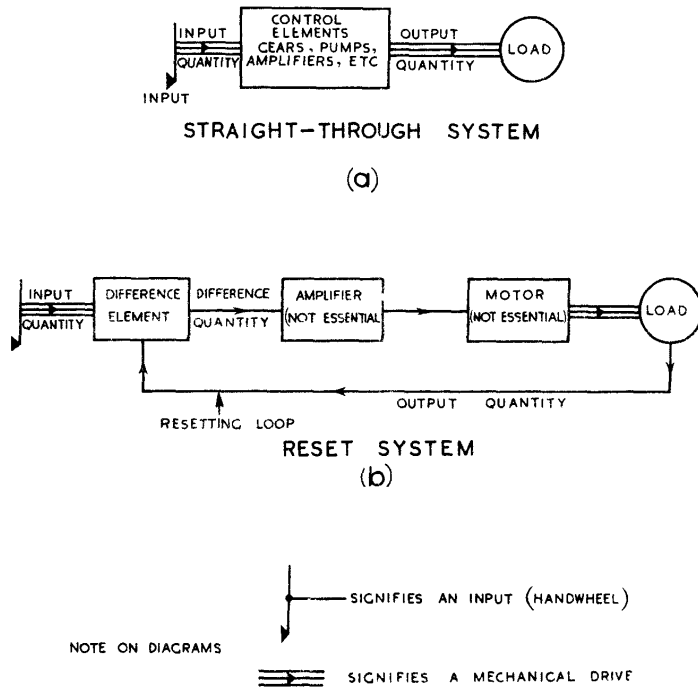 INPUT
QUANTITY
INPUT
CONTROL
ELEMENTS
GEARS, PUMPS,
AMPLIFIERS, ETC
OUTPUT
QUANTITY
LOAD
STRAIGHT-THROUGH SYSTEM
(a)
INPUT
QUANTITY
DIFFERENCE
ELEMENT
DIFFERENCE
QUANTITY
AMPLIFIER
(NOT ESSENTIAL
MOTOR
(NOT ESSENTIAL)
LOAD
OUTPUT QUANTITY
RESETTING LOOP
RESET SYSTEM
(b)
SIGNIFIES AN INPUT (HANDWHEEL)
NOTE ON DIAGRAMS
SIGNIFIES A MECHANICAL DRIVE